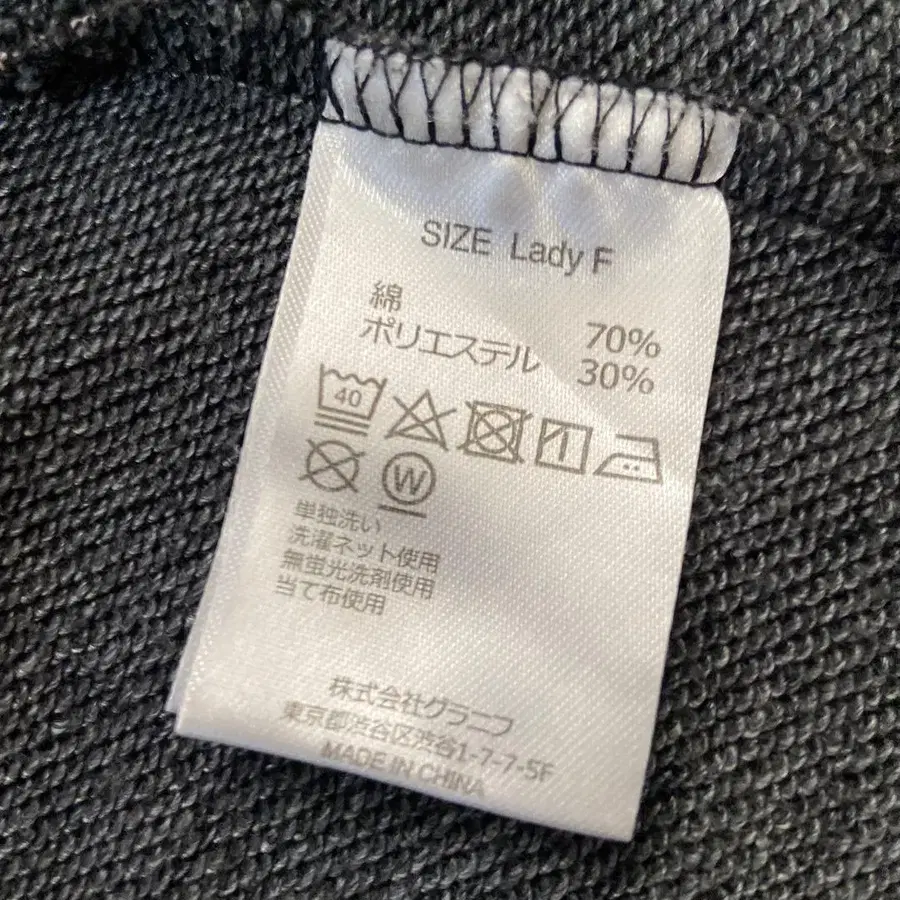 SIZE Lady F
綿 70%
ポリエステル 30%
40
W
単独洗い
洗濯ネット使用
無蛍光洗剤使用
当て布使用
株式会社グラニフ
東京都渋谷区渋谷1-7-7-5F
MADE IN CHINA